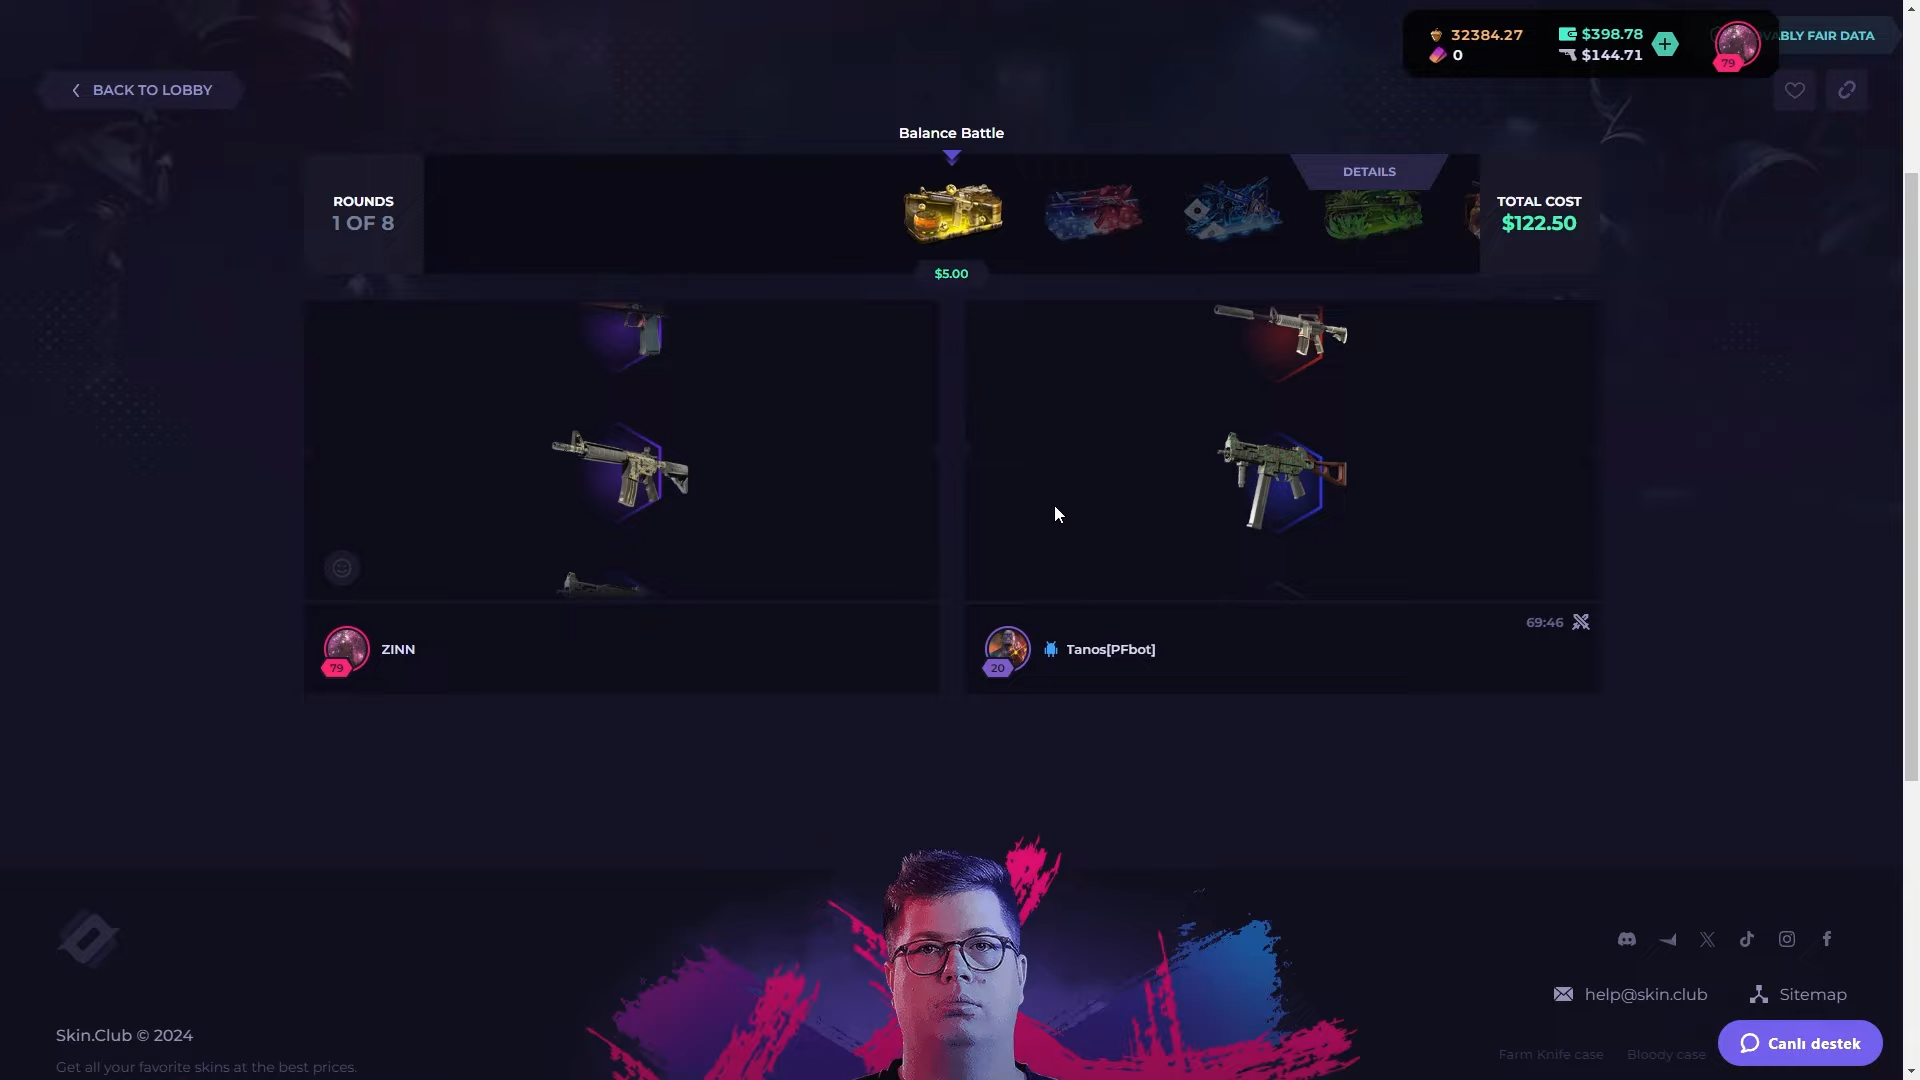 32384.27
$398.78
0
$144.71
79
ABLY FAIR DATA
BACK TO LOBBY
Balance Battle
DETAILS
ROUNDS
1 OF 8
TOTAL COST
$122.50
$5.00
69:46
ZINN
79
Tanos[PFbot]
20
help@skin.club
Sitemap
Skin.Club © 2024
Canlı destek
Farm Knife case
Bloody case
Get all your favorite skins at the best prices.